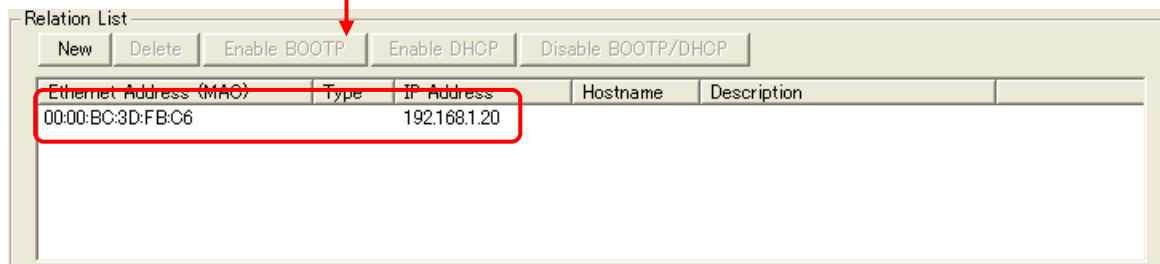 Relation List
New Delete Enable BOOTP Enable DHCP Disable BOOTP/DHCP
Ethernet Address (MAC) Type IP Address Hostname Description
00:00:BC:3D:FB:C6 192.168.1.20